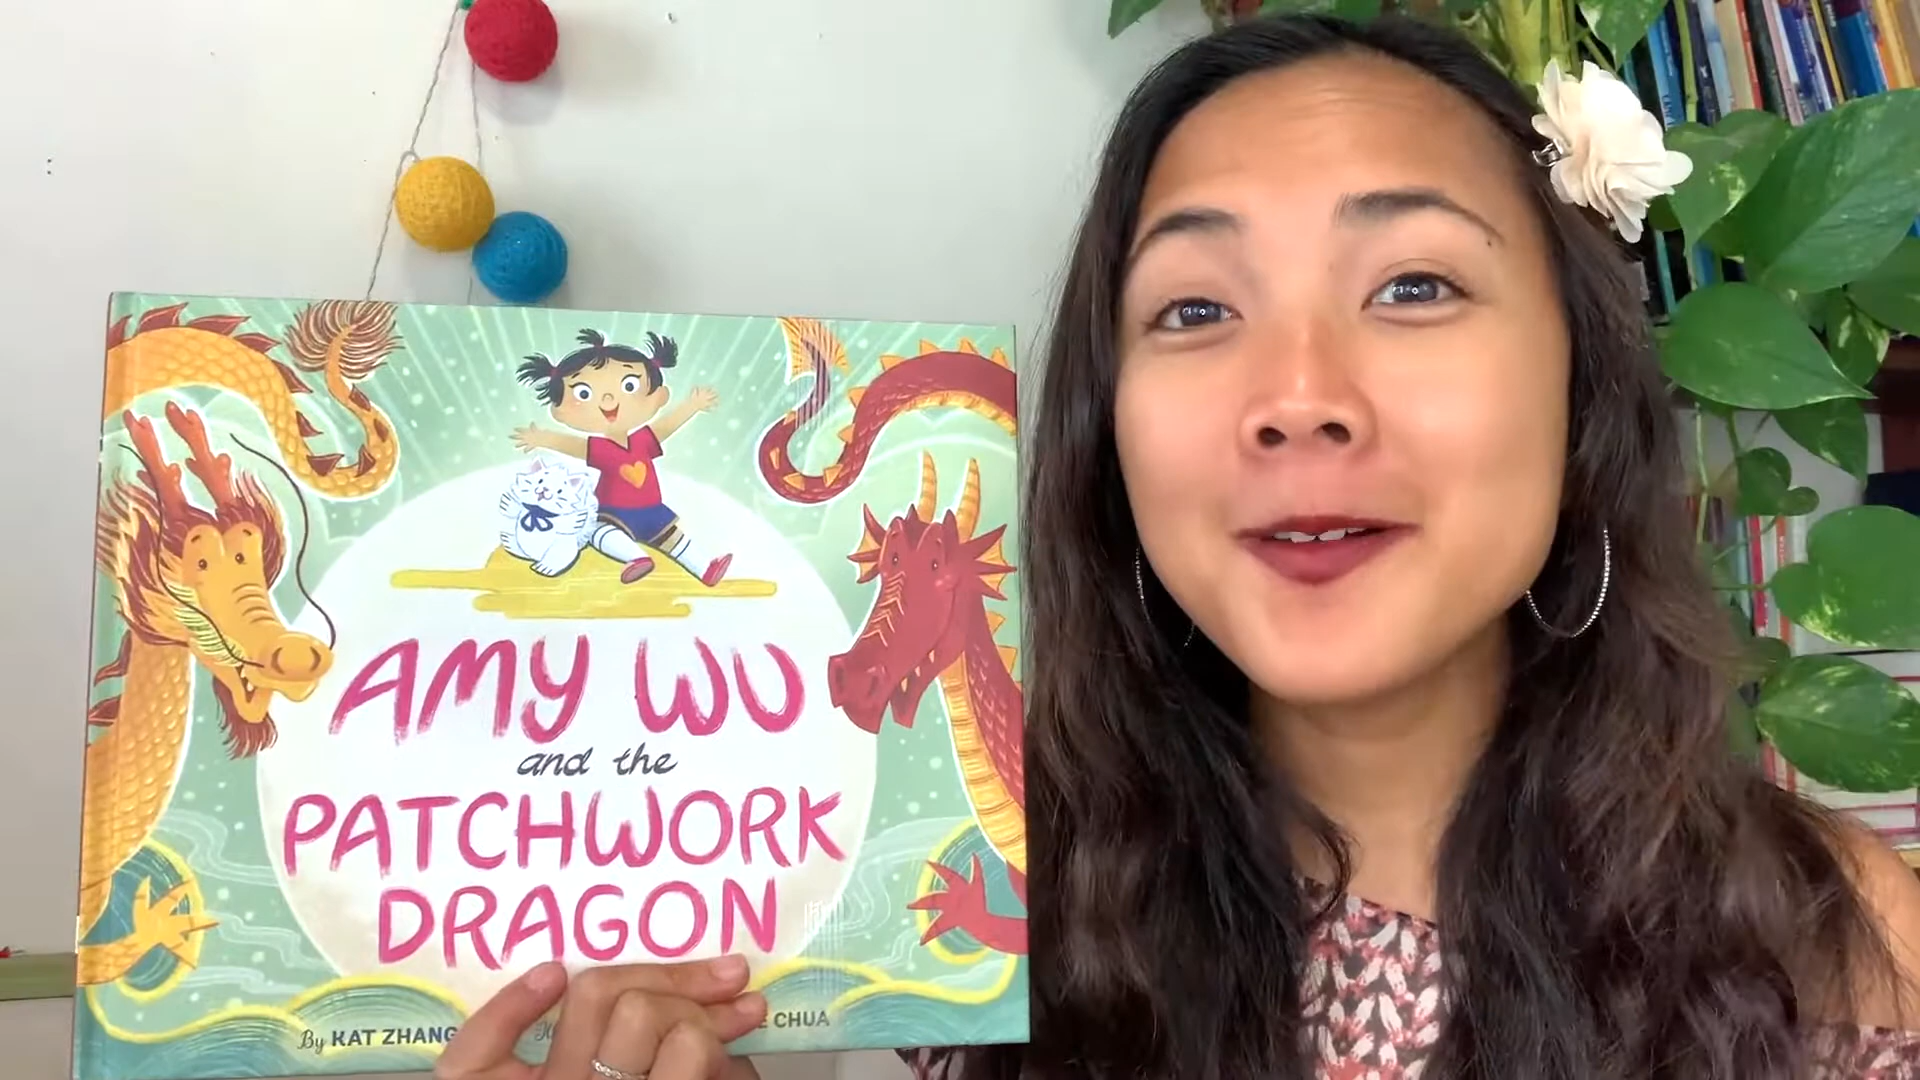 AMY WU
and the
PATCHWORK
DRAGON
By KAT ZHANG CHUA